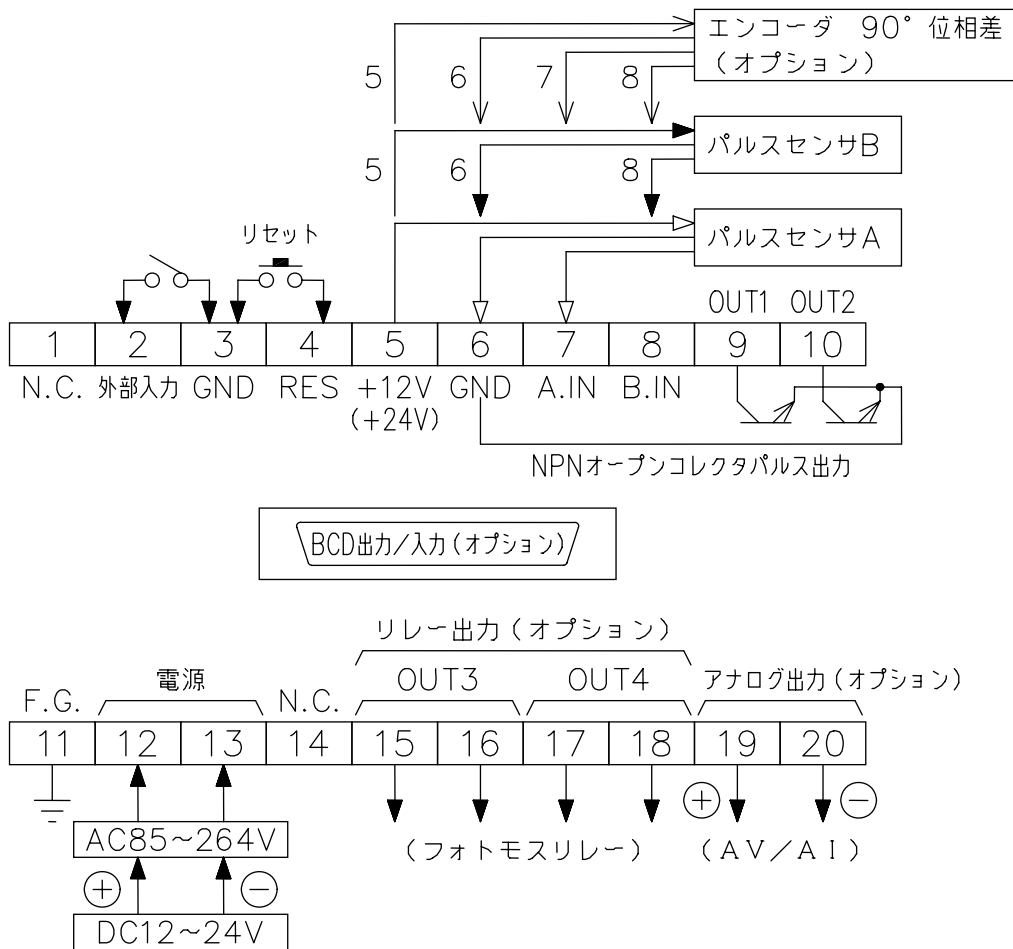 エンコーダ 90° 位相差
(オプション)
5 6 7 8
パルスセンサB
5 6 8
パルスセンサA
リセット
OUT1 OUT2
1 2 3 4 5 6 7 8 9 10
N.C. 外部入力 GND RES +12V GND A.IN B.IN
(+24V)
NPNオープンコレクタパルス出力
BCD出力/入力(オプション)
リレー出力(オプション)
F.G. 電源 N.C. OUT3 OUT4 アナログ出力(オプション)
11 12 13 14 15 16 17 18 19 20
+ −
AC85~264V (フォトモスリレー) (AV/AI)
+ −
DC12~24V